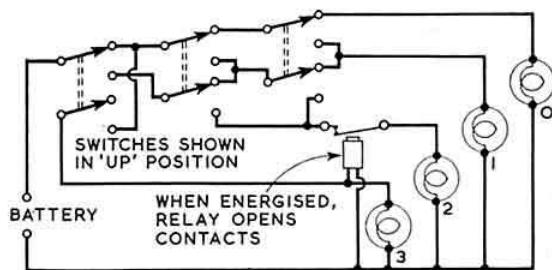 SWITCHES SHOWN
IN 'UP' POSITION
BATTERY
WHEN ENERGISED,
RELAY OPENS
CONTACTS
0
1
2
3